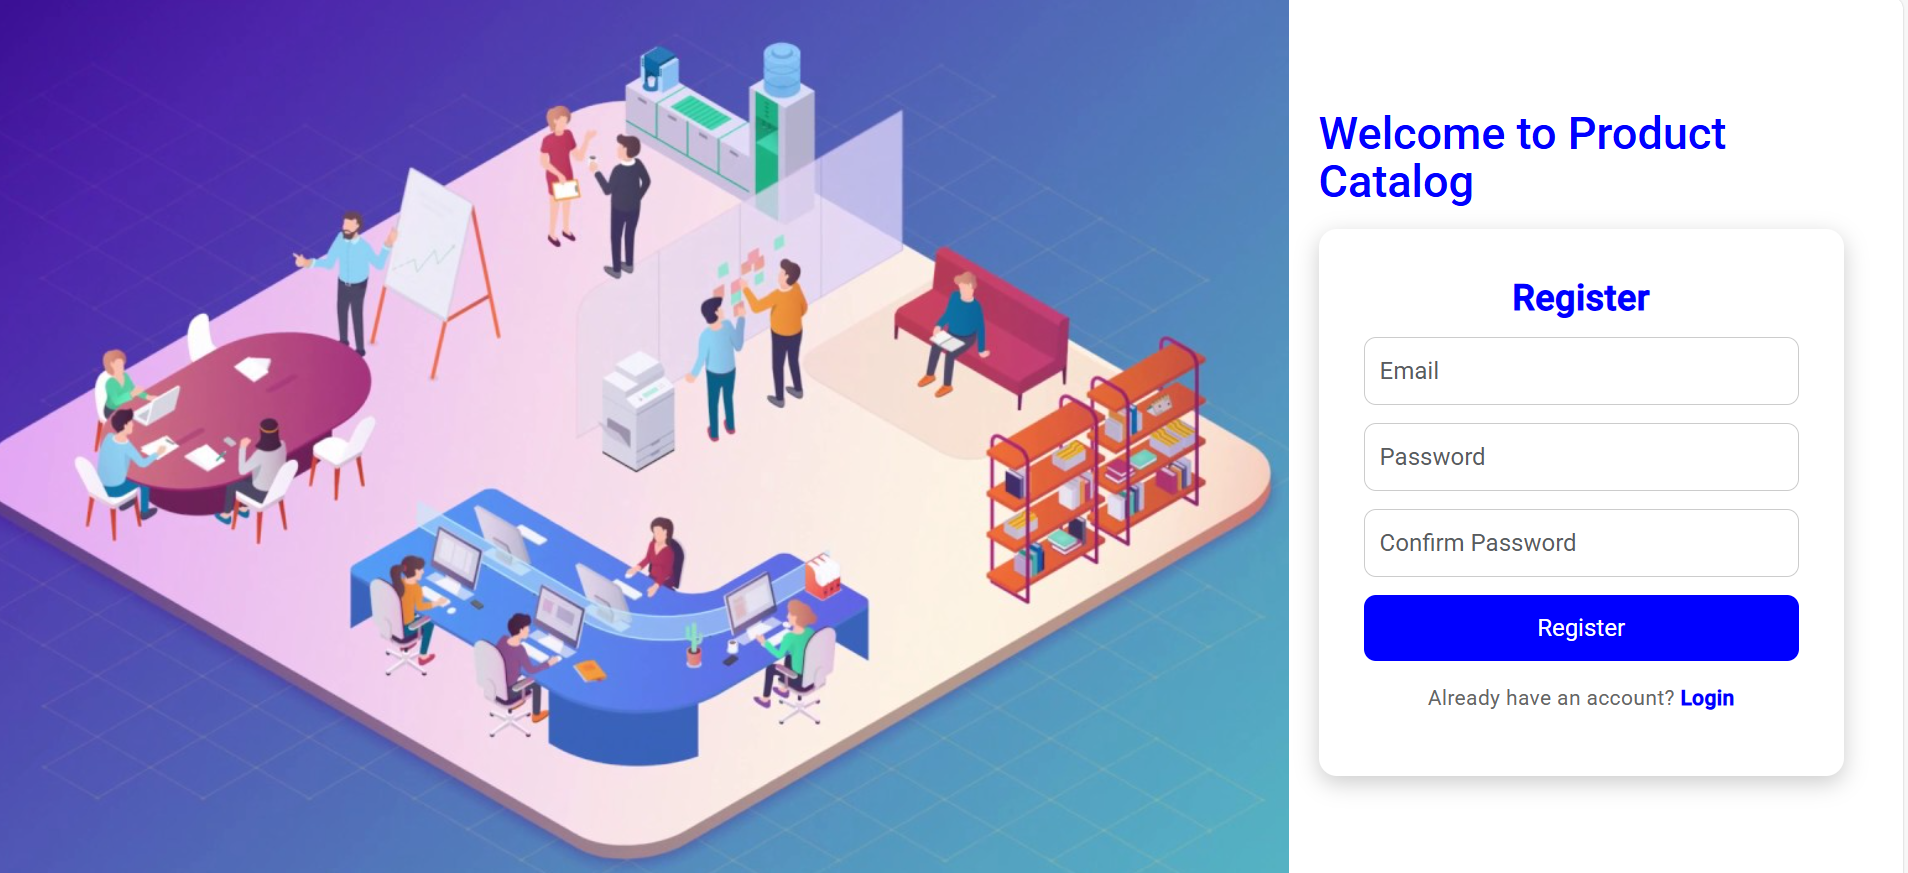 Welcome to Product
Catalog
Register
Email
Password
Confirm Password
Register
Already have an account? Login